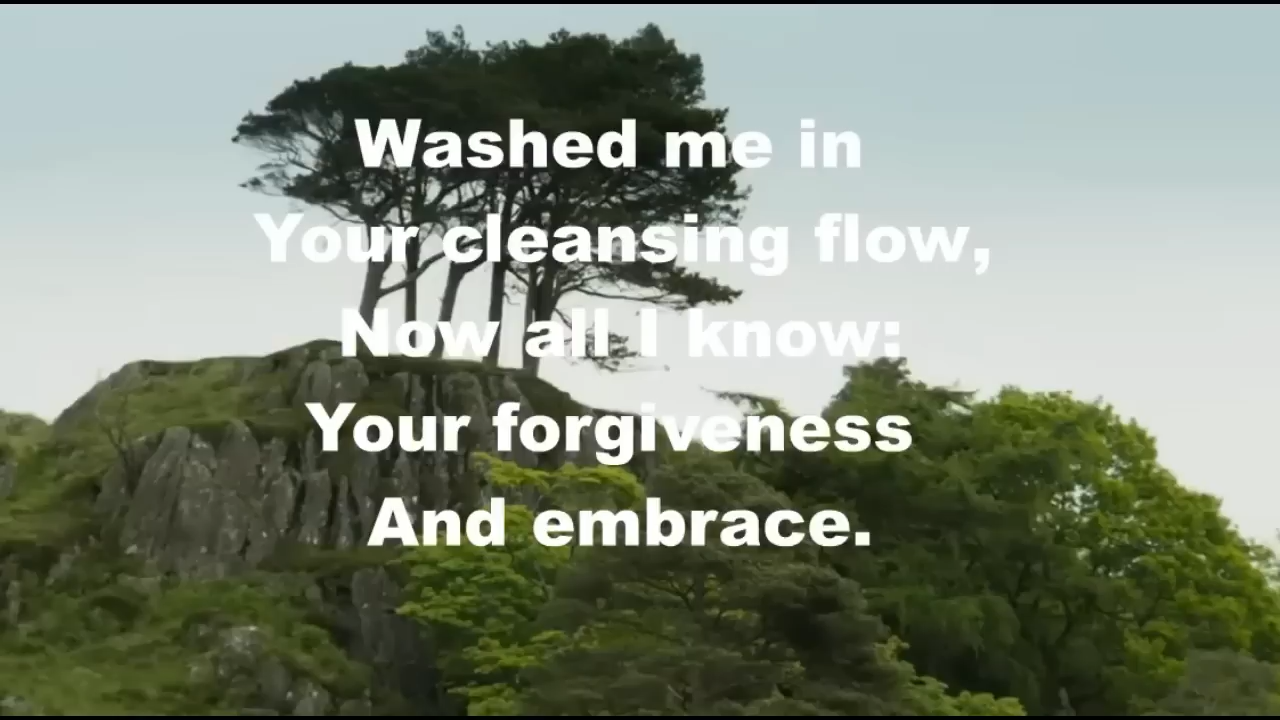 Washed me in
Your cleansing flow,
Now all I know:
Your forgiveness
And embrace.